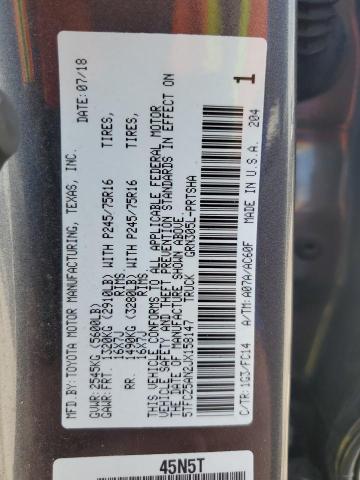 MFD.BY:TOYOTA MOTOR MANUFACTURING, TEXAS, INC. DATE: 07/18
GVWR:2545KG (5600LB)
GAWR:FRT. 1320KG (2910LB) WITH P245/75R16 TIRES,
16X7J RIMS.
RR. 1490KG (3280LB) WITH P245/75R16 TIRES,
16X7J RIMS.
THIS CONFORMS TO ALL APPLICABLE FEDERAL MOTOR
VEHICLE SAFETY AND THEFT PREVENTION STANDARDS IN EFFECT ON
THE DATE OF MANUFACTURE SHOWN ABOVE.
5TFCZ5AN2JX158147 TRUCK GRN305L-PRTSHA
C/TR:1G3/FC14 A/TM:A07A/AC60F MADE IN U.S.A. 204
1
45N5T